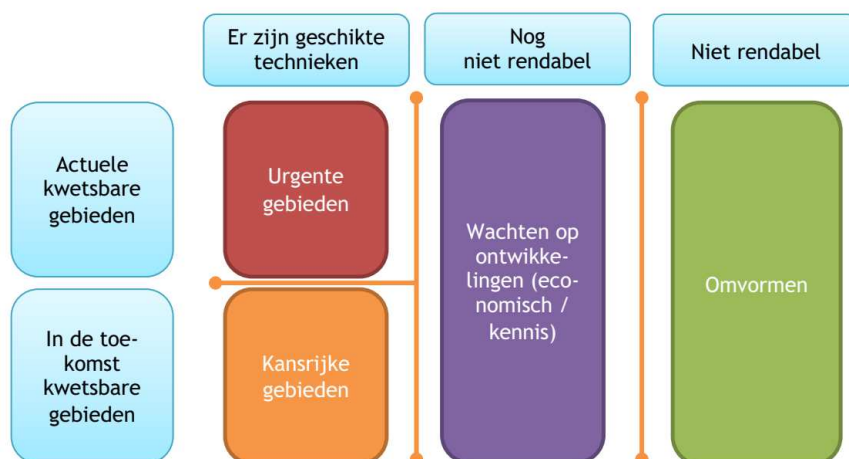 Er zijn geschikte
technieken
Nog
niet rendabel
Niet rendabel
Actuele
kwetsbare
gebieden
Urgente
gebieden
Wachten op
ontwikke-
lingen (eco-
nomisch /
kennis)
Omvormen
In de toe-
komst
kwetsbare
gebieden
Kansrijke
gebieden